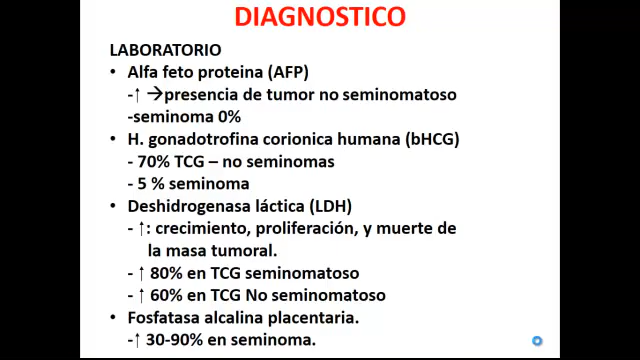 DIAGNOSTICO
LABORATORIO
• Alfa feto proteina (AFP)
-↑ →presencia de tumor no seminomatoso
-seminoma 0%
• H. gonadotrofina corionica humana (bHCG)
- 70% TCG – no seminomas
- 5 % seminoma
• Deshidrogenasa láctica (LDH)
- ↑: crecimiento, proliferación, y muerte de
la masa tumoral.
- ↑ 80% en TCG seminomatoso
- ↑ 60% en TCG No seminomatoso
• Fosfatasa alcalina placentaria.
-↑ 30-90% en seminoma.